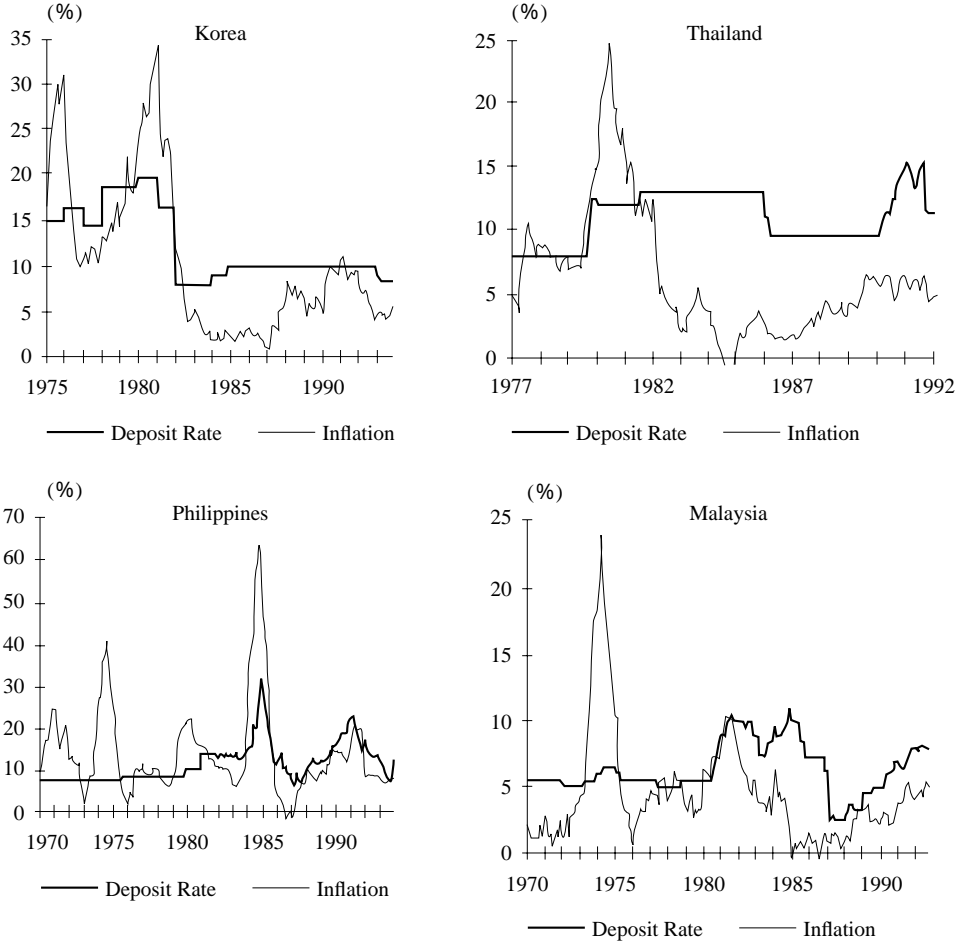 (%)
Korea
35
30
25
20
15
10
5
0
1975 1980 1985 1990
Deposit Rate Inflation
(%)
Thailand
25
20
15
10
5
0
1977 1982 1987 1992
Deposit Rate Inflation
(%)
Philippines
70
60
50
40
30
20
10
0
1970 1975 1980 1985 1990
Deposit Rate Inflation
(%)
Malaysia
25
20
15
10
5
0
1970 1975 1980 1985 1990
Deposit Rate Inflation